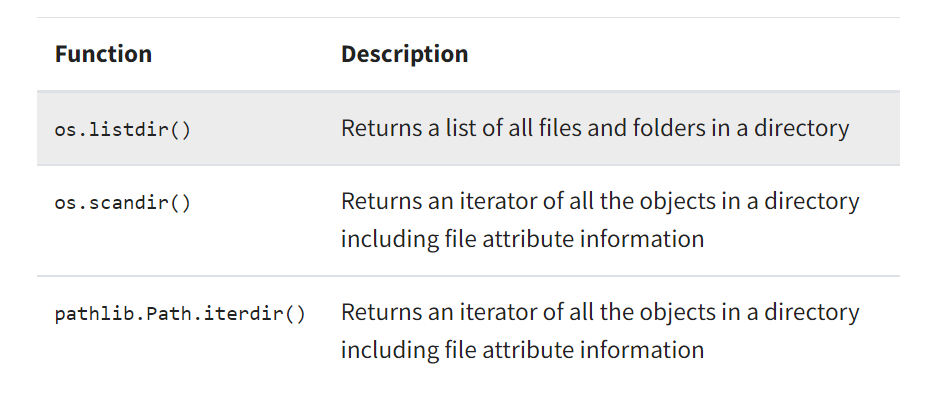 Function Description
os.listdir() Returns a list of all files and folders in a directory
os.scandir() Returns an iterator of all the objects in a directory
including file attribute information
pathlib.Path.iterdir() Returns an iterator of all the objects in a directory
including file attribute information